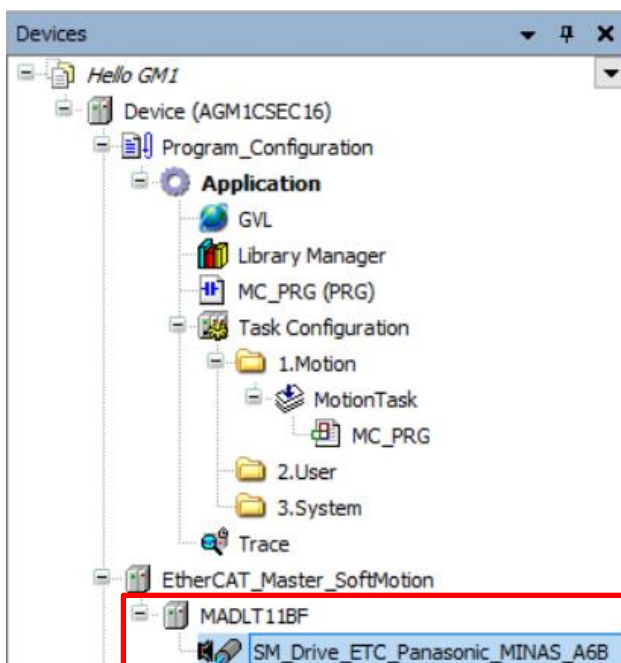 Devices
Hello GM1
Device (AGM1CSEC16)
Program_Configuration
Application
GVL
Library Manager
MC_PRG (PRG)
Task Configuration
1.Motion
MotionTask
MC_PRG
2.User
3.System
Trace
EtherCAT_Master_SoftMotion
MADLT11BF
SM_Drive_ETC_Panasonic_MINAS_A6B